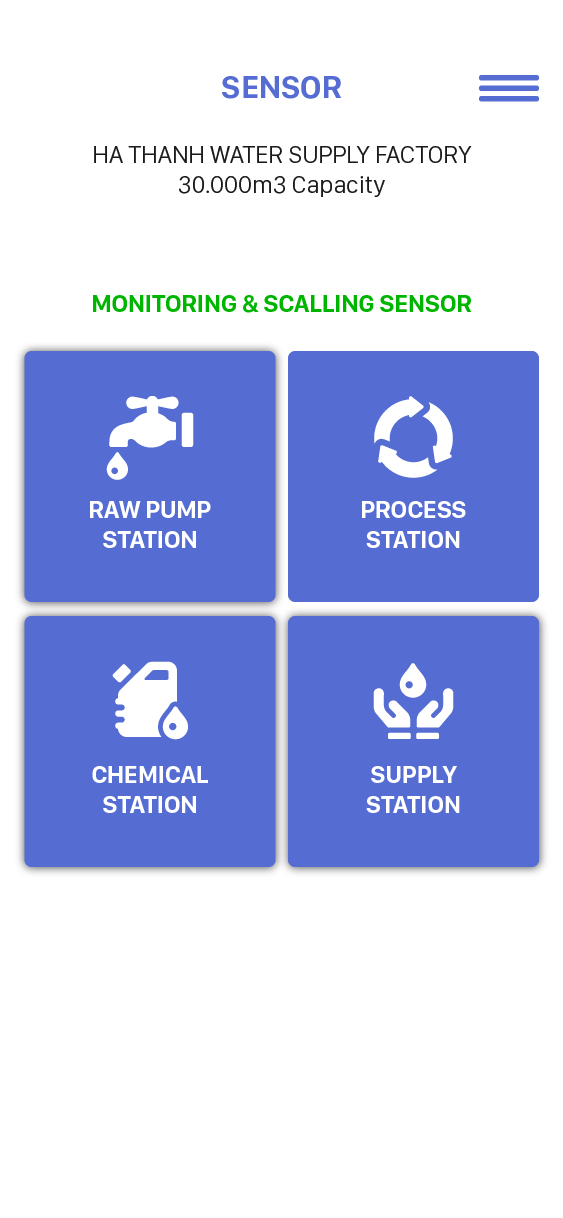 SENSOR
HA THANH WATER SUPPLY FACTORY
30.000m3 Capacity
MONITORING & SCALLING SENSOR
RAW PUMP
STATION
PROCESS
STATION
CHEMICAL
STATION
SUPPLY
STATION